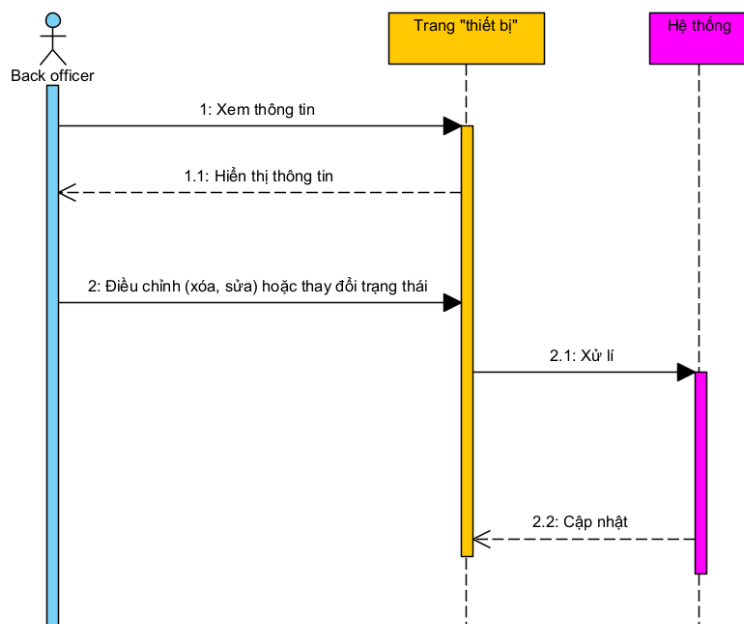 Trang "thiết bị"
Hệ thống
Back officer
1: Xem thông tin
1.1: Hiển thị thông tin
2: Điều chỉnh (xóa, sửa) hoặc thay đổi trạng thái
2.1: Xử lí
2.2: Cập nhật